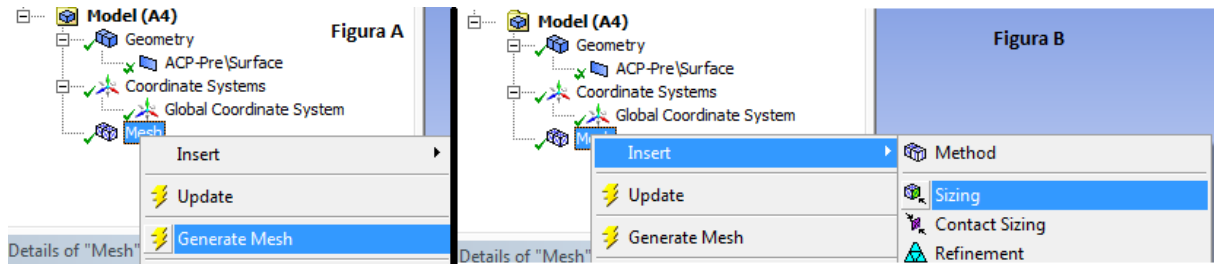 Model (A4)
Figura A
Geometry
ACP-Pre\Surface
Coordinate Systems
Global Coordinate System
Mesh
Insert
Update
Generate Mesh
Details of "Mesh"
Model (A4)
Figura B
Geometry
ACP-Pre\Surface
Coordinate Systems
Global Coordinate System
Insert
Method
Update
Sizing
Contact Sizing
Generate Mesh
Refinement
Details of "Mesh"